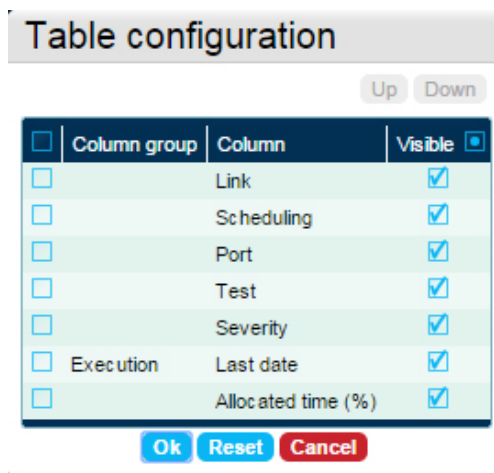 Table configuration
Up Down
Column group Column Visible
Link
Scheduling
Port
Test
Severity
Execution Last date
Allocated time (%)
Ok Reset Cancel